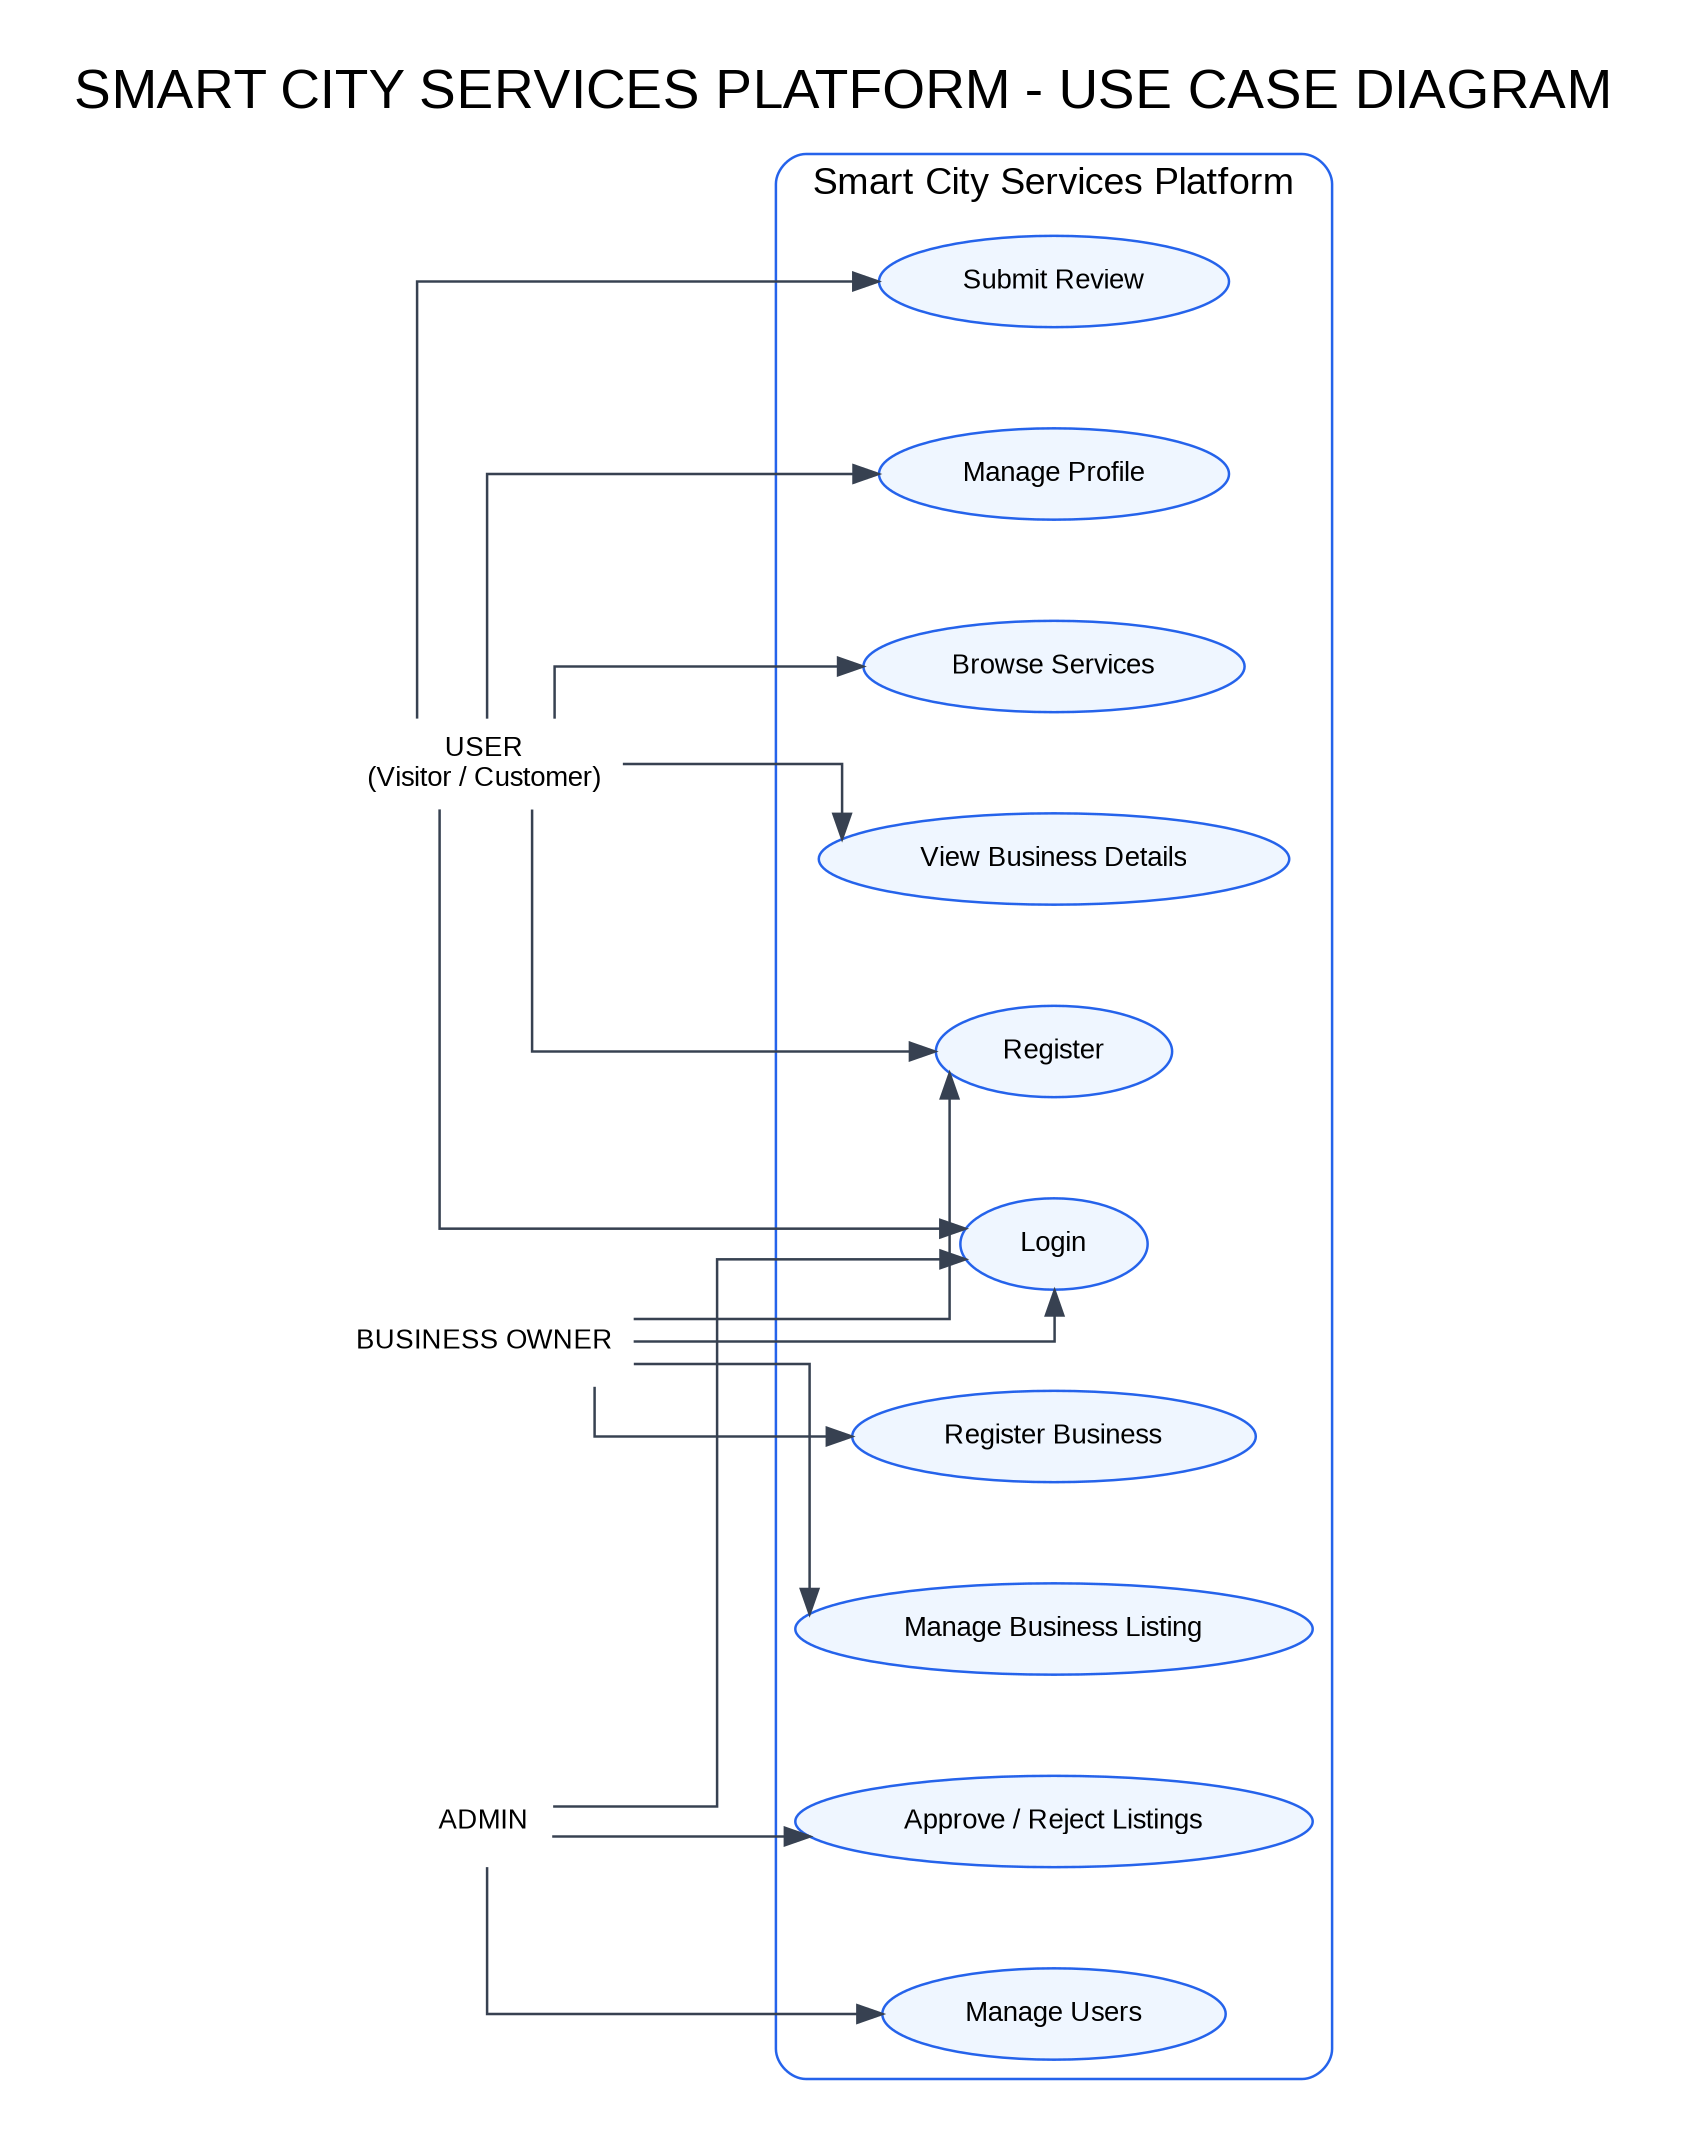 SMART CITY SERVICES PLATFORM - USE CASE DIAGRAM
Smart City Services Platform
Submit Review
Manage Profile
Browse Services
USER
(Visitor / Customer)
View Business Details
Register
Login
BUSINESS OWNER
Register Business
Manage Business Listing
ADMIN
Approve / Reject Listings
Manage Users